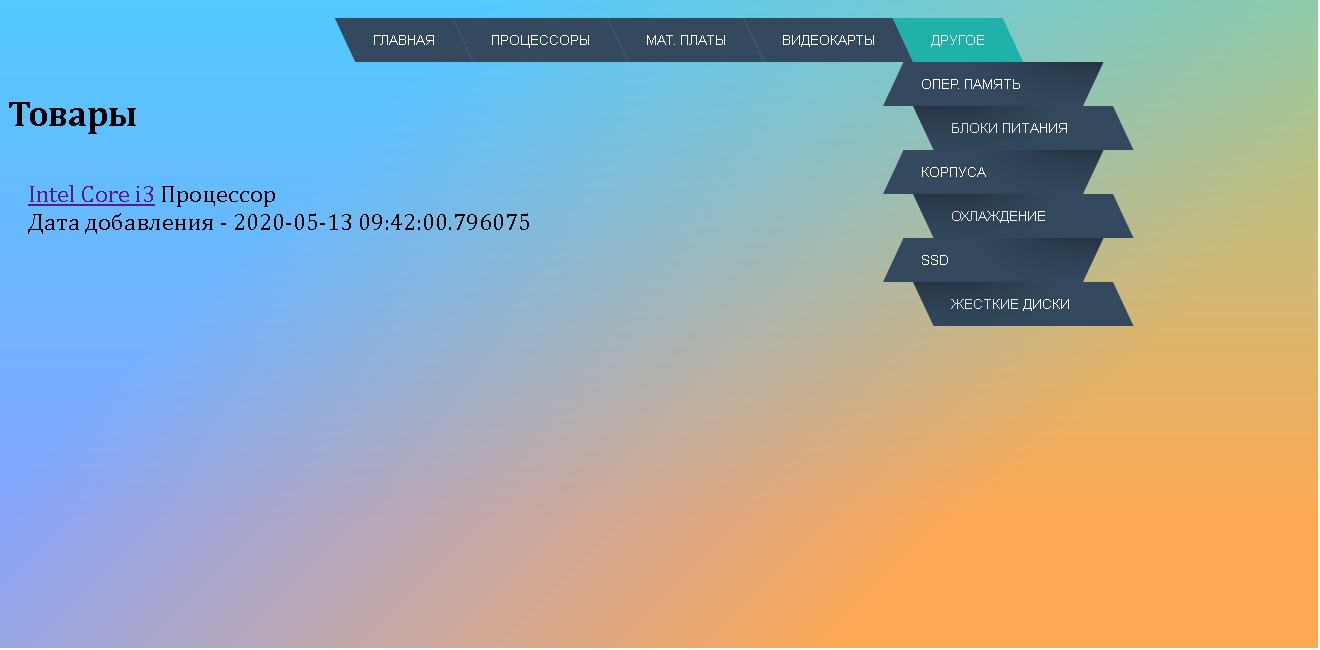 ГЛАВНАЯ ПРОЦЕССОРЫ МАТ. ПЛАТЫ ВИДЕОКАРТЫ ДРУГОЕ
ОПЕР. ПАМЯТЬ
БЛОКИ ПИТАНИЯ
КОРПУСА
ОХЛАЖДЕНИЕ
SSD
ЖЕСТКИЕ ДИСКИ
Товары
Intel Core i3 Процессор
Дата добавления - 2020-05-13 09:42:00.796075